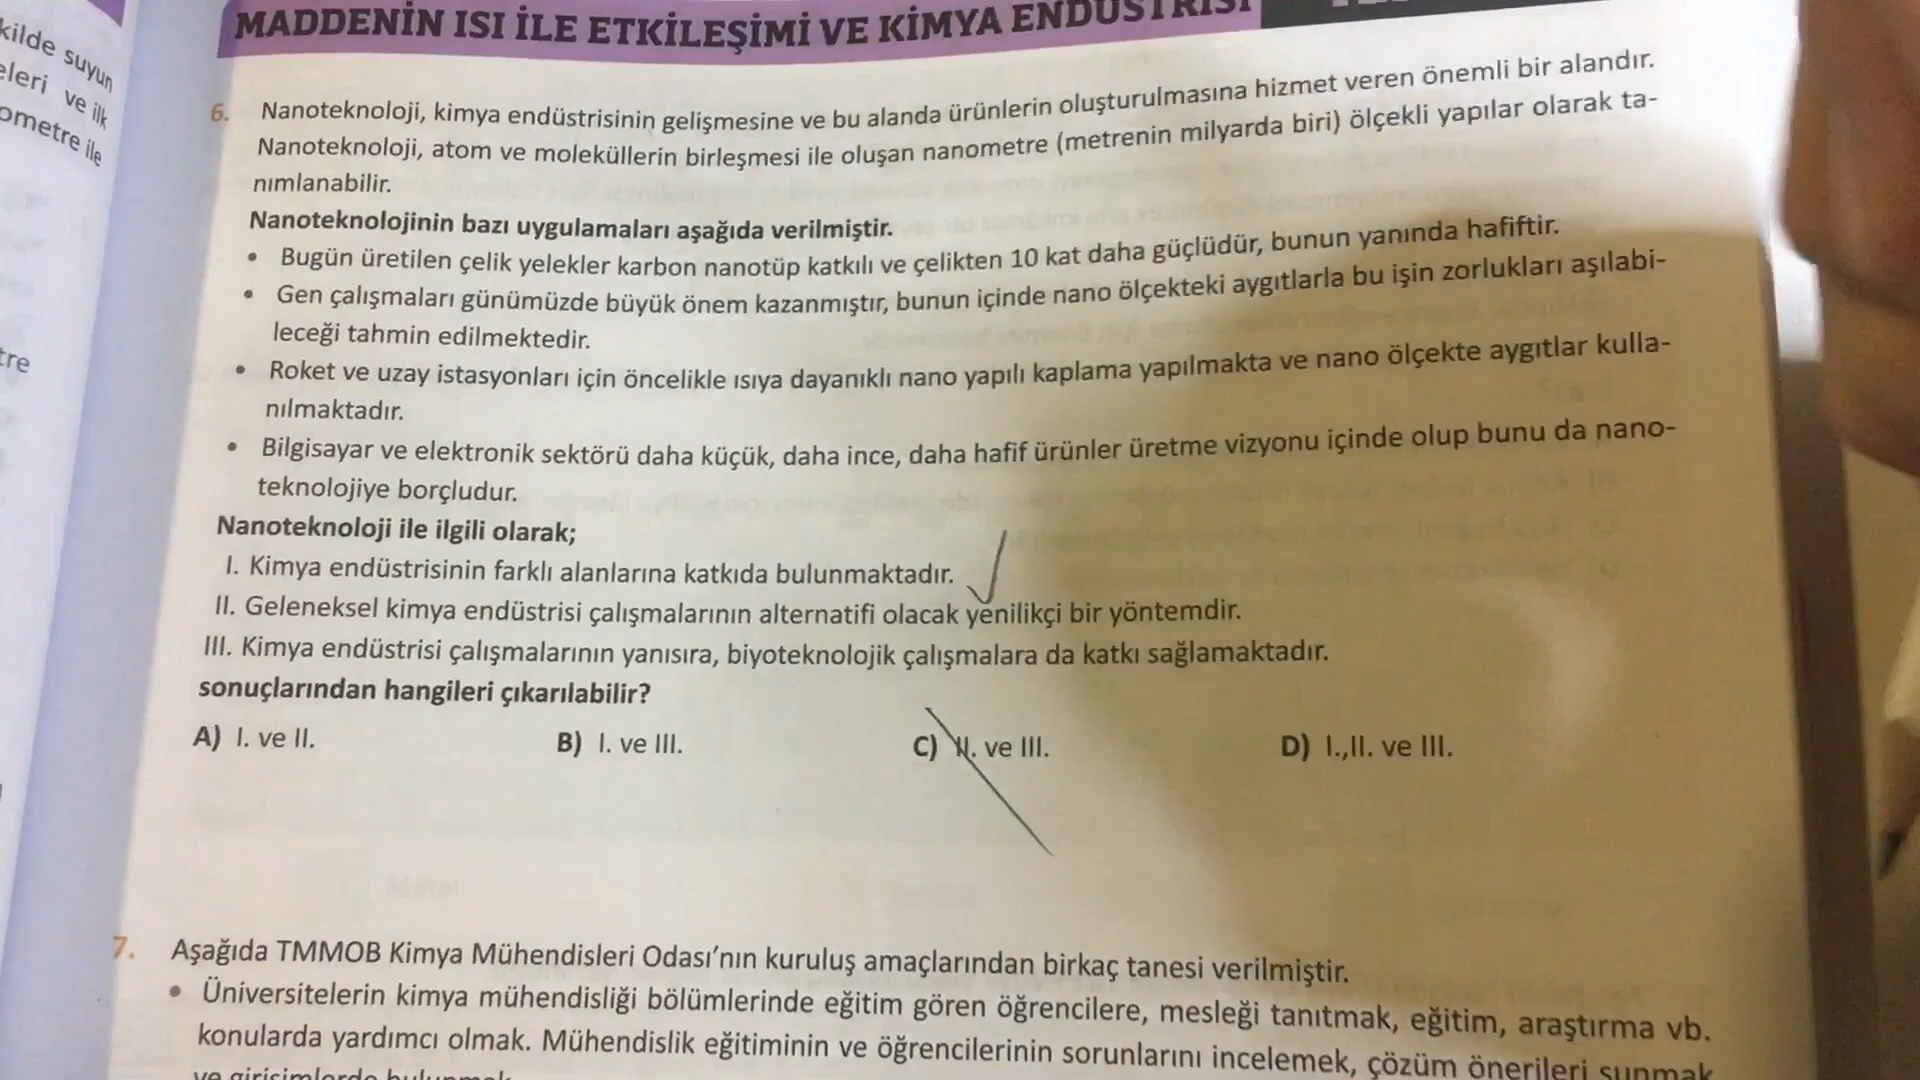 kilde suyun
eleri ve ilk
ometre ile
tre
MADDENİN ISI İLE ETKİLEŞİMİ VE KİMYA ENDÜSTRİSİ
6. Nanoteknoloji, kimya endüstrisinin gelişmesine ve bu alanda ürünlerin oluşturulmasına hizmet veren önemli bir alandır.
Nanoteknoloji, atom ve moleküllerin birleşmesi ile oluşan nanometre (metrenin milyarda biri) ölçekli yapılar olarak ta-
nımlanabilir.
Nanoteknolojinin bazı uygulamaları aşağıda verilmiştir.
• Bugün üretilen çelik yelekler karbon nanotüp katkılı ve çelikten 10 kat daha güçlüdür, bunun yanında hafiftir.
• Gen çalışmaları günümüzde büyük önem kazanmıştır, bunun içinde nano ölçekteki aygıtlarla bu işin zorlukları aşılabi-
leceği tahmin edilmektedir.
• Roket ve uzay istasyonları için öncelikle ısıya dayanıklı nano yapılı kaplama yapılmakta ve nano ölçekte aygıtlar kulla-
nılmaktadır.
• Bilgisayar ve elektronik sektörü daha küçük, daha ince, daha hafif ürünler üretme vizyonu içinde olup bunu da nano-
teknolojiye borçludur.
Nanoteknoloji ile ilgili olarak;
I. Kimya endüstrisinin farklı alanlarına katkıda bulunmaktadır.
II. Geleneksel kimya endüstrisi çalışmalarının alternatifi olacak yenilikçi bir yöntemdir.
III. Kimya endüstrisi çalışmalarının yanısıra, biyoteknolojik çalışmalara da katkı sağlamaktadır.
sonuçlarından hangileri çıkarılabilir?
A) I. ve II. B) I. ve III. C) II. ve III. D) I.,II. ve III.
7. Aşağıda TMMOB Kimya Mühendisleri Odası'nın kuruluş amaçlarından birkaç tanesi verilmiştir.
• Üniversitelerin kimya mühendisliği bölümlerinde eğitim gören öğrencilere, mesleği tanıtmak, eğitim, araştırma vb.
konularda yardımcı olmak. Mühendislik eğitiminin ve öğrencilerinin sorunlarını incelemek, çözüm önerileri sunmak
ve girişimlerde bulunmak